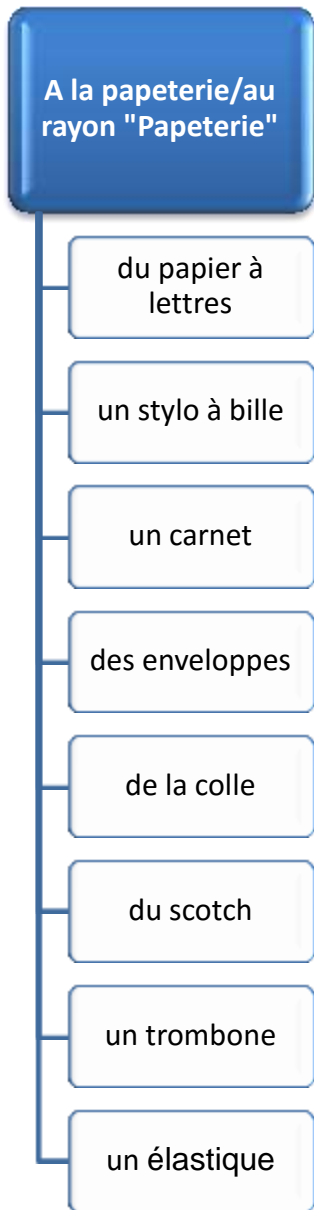 A la papeterie/au
rayon "Papeterie"
du papier à
lettres
un stylo à bille
un carnet
des enveloppes
de la colle
du scotch
un trombone
un élastique